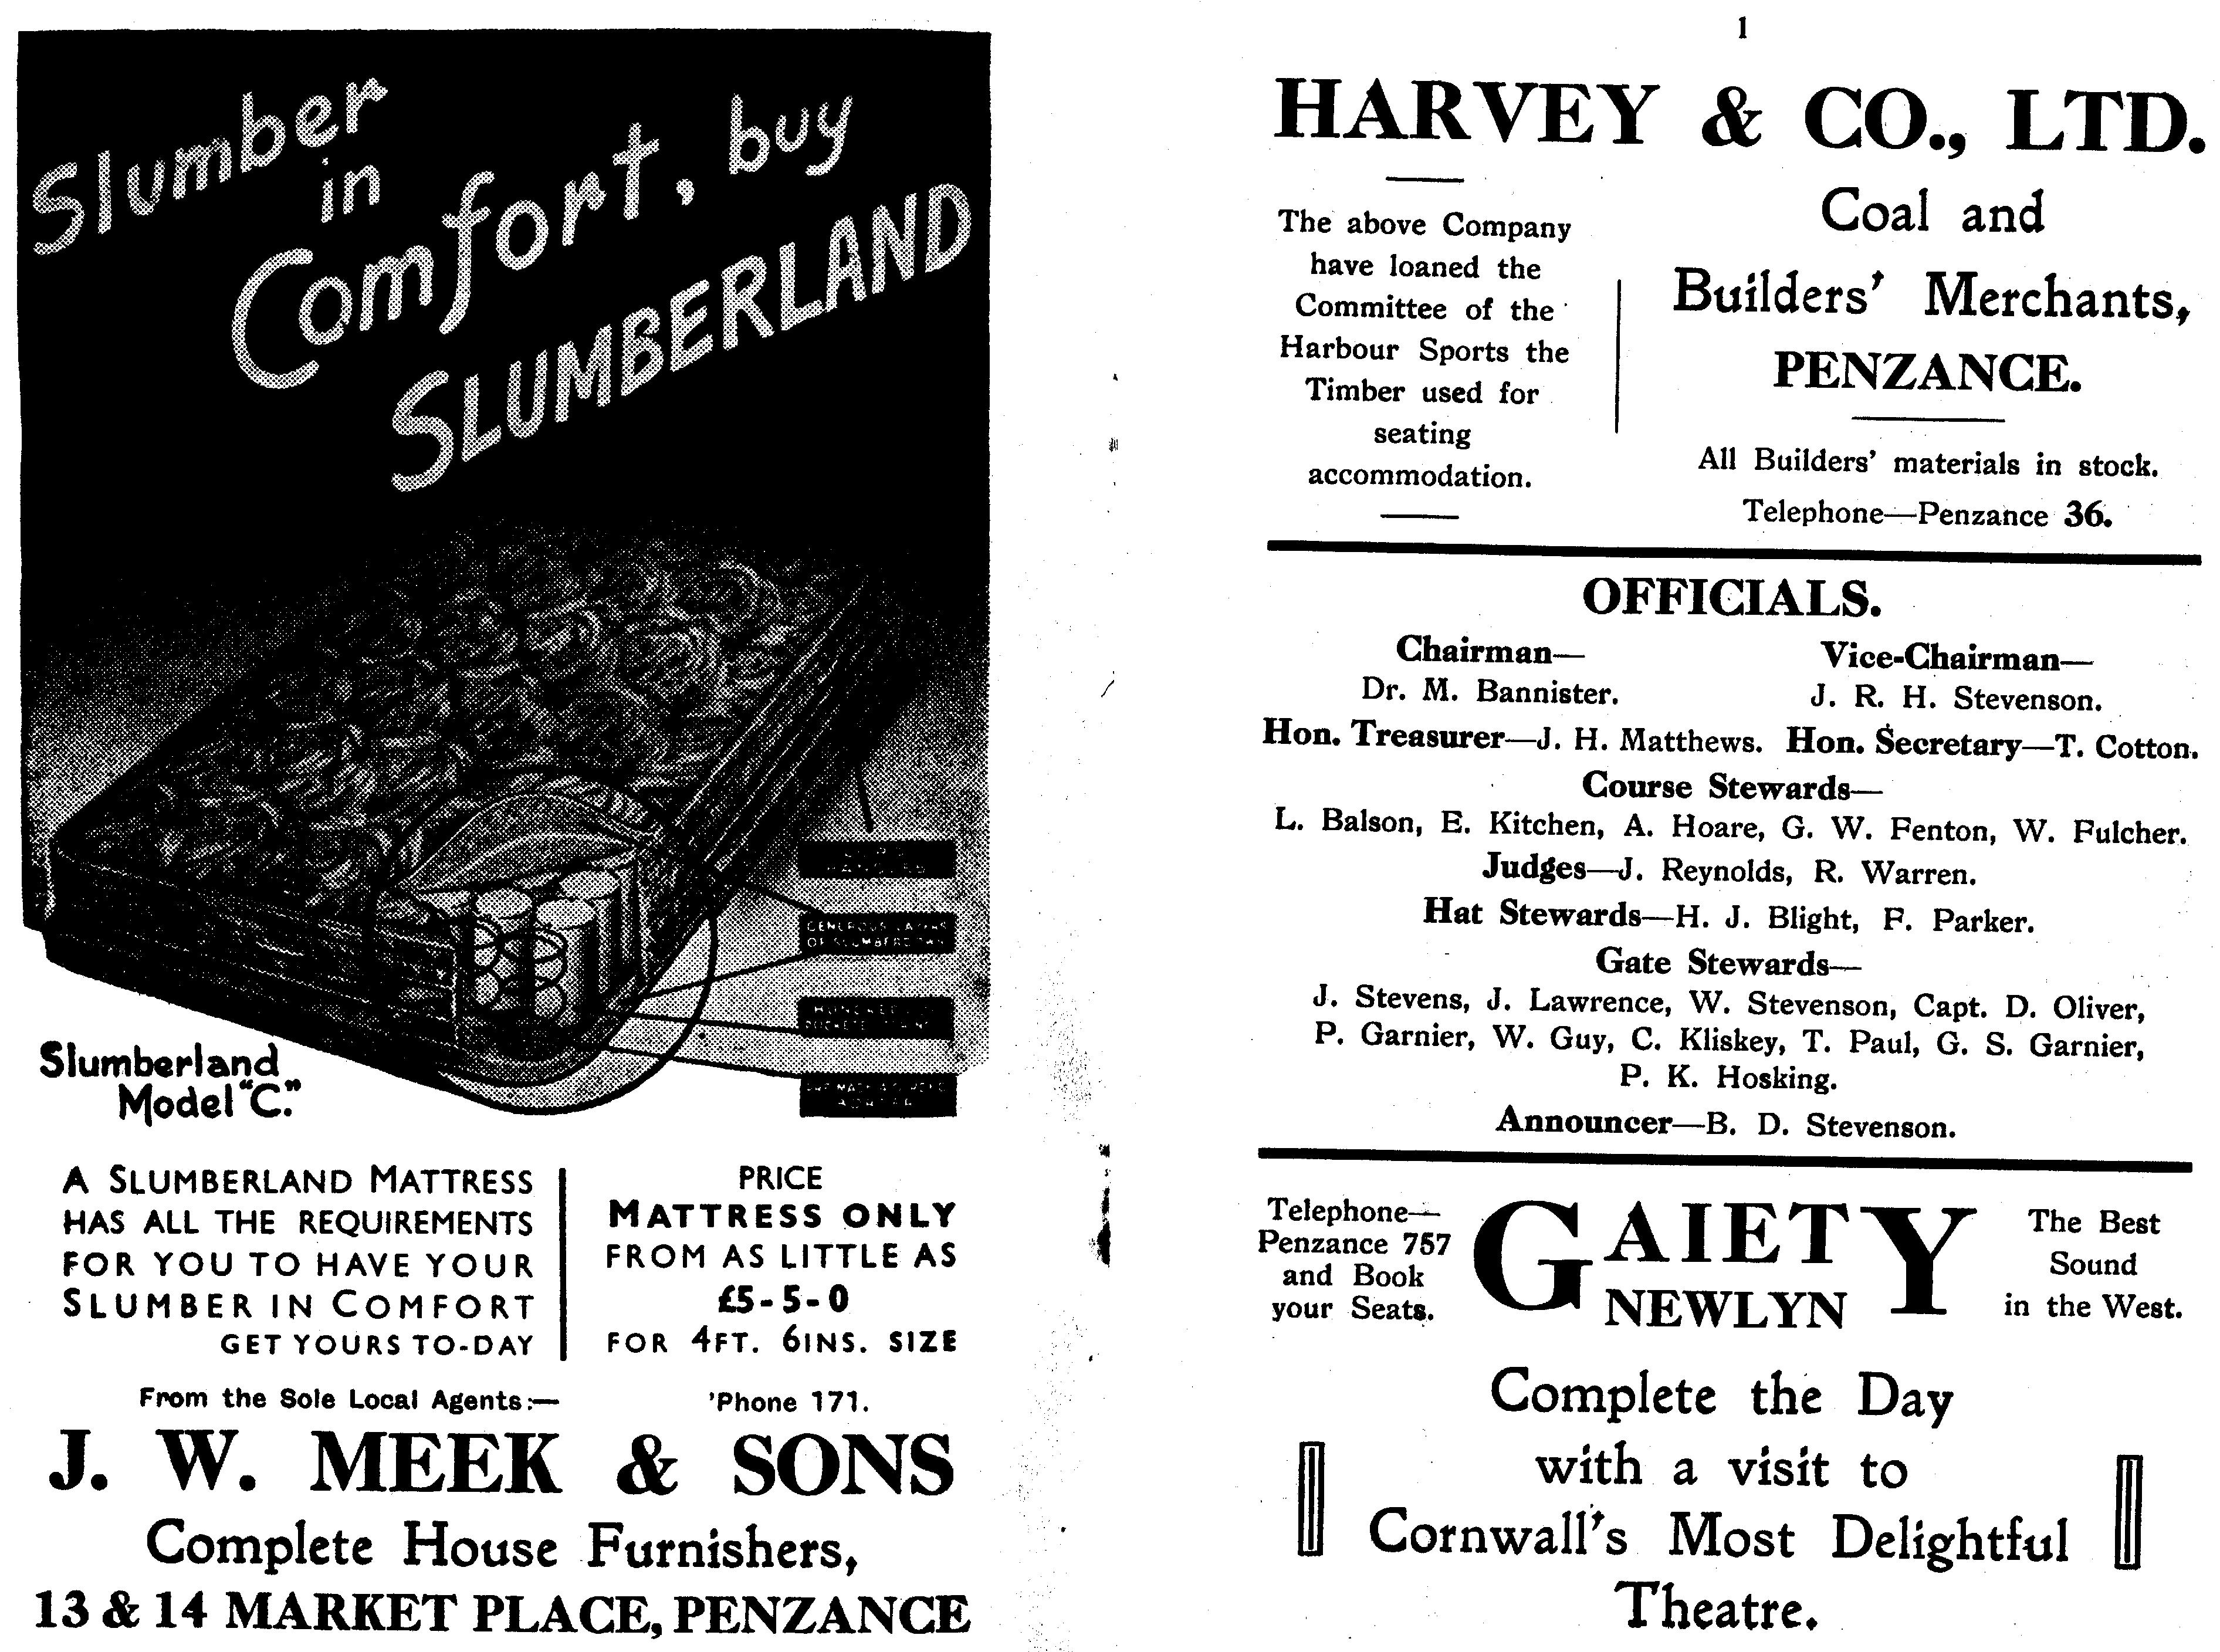 Slumber
in
Comfort, buy
SLUMBERLAND
GENEROUS LAYERS
OF SLUMBERDOWN
Slumberland
Model "C."
A SLUMBERLAND MATTRESS
HAS ALL THE REQUIREMENTS
FOR YOU TO HAVE YOUR
SLUMBER IN COMFORT
GET YOURS TO-DAY
PRICE
MATTRESS ONLY
FROM AS LITTLE AS
£5-5-0
FOR 4FT. 6INS. SIZE
From the Sole Local Agents:— 'Phone 171.
J. W. MEEK & SONS
Complete House Furnishers,
13 & 14 MARKET PLACE, PENZANCE
1
HARVEY & CO., LTD.
The above Company
have loaned the
Committee of the
Harbour Sports the
Timber used for
seating
accommodation.
Coal and
Builders' Merchants,
PENZANCE.
All Builders' materials in stock.
Telephone—Penzance 36.
OFFICIALS.
Chairman—
Dr. M. Bannister.
Vice-Chairman—
J. R. H. Stevenson.
Hon. Treasurer—J. H. Matthews. Hon. Secretary—T. Cotton.
Course Stewards—
L. Balson, E. Kitchen, A. Hoare, G. W. Fenton, W. Fulcher.
Judges—J. Reynolds, R. Warren.
Hat Stewards—H. J. Blight, F. Parker.
Gate Stewards—
J. Stevens, J. Lawrence, W. Stevenson, Capt. D. Oliver,
P. Garnier, W. Guy, C. Kliskey, T. Paul, G. S. Garnier,
P. K. Hosking.
Announcer—B. D. Stevenson.
Telephone—
Penzance 757
and Book
your Seats.
GAIETY
NEWLYN
The Best
Sound
in the West.
Complete the Day
with a visit to
Cornwall's Most Delightful
Theatre.